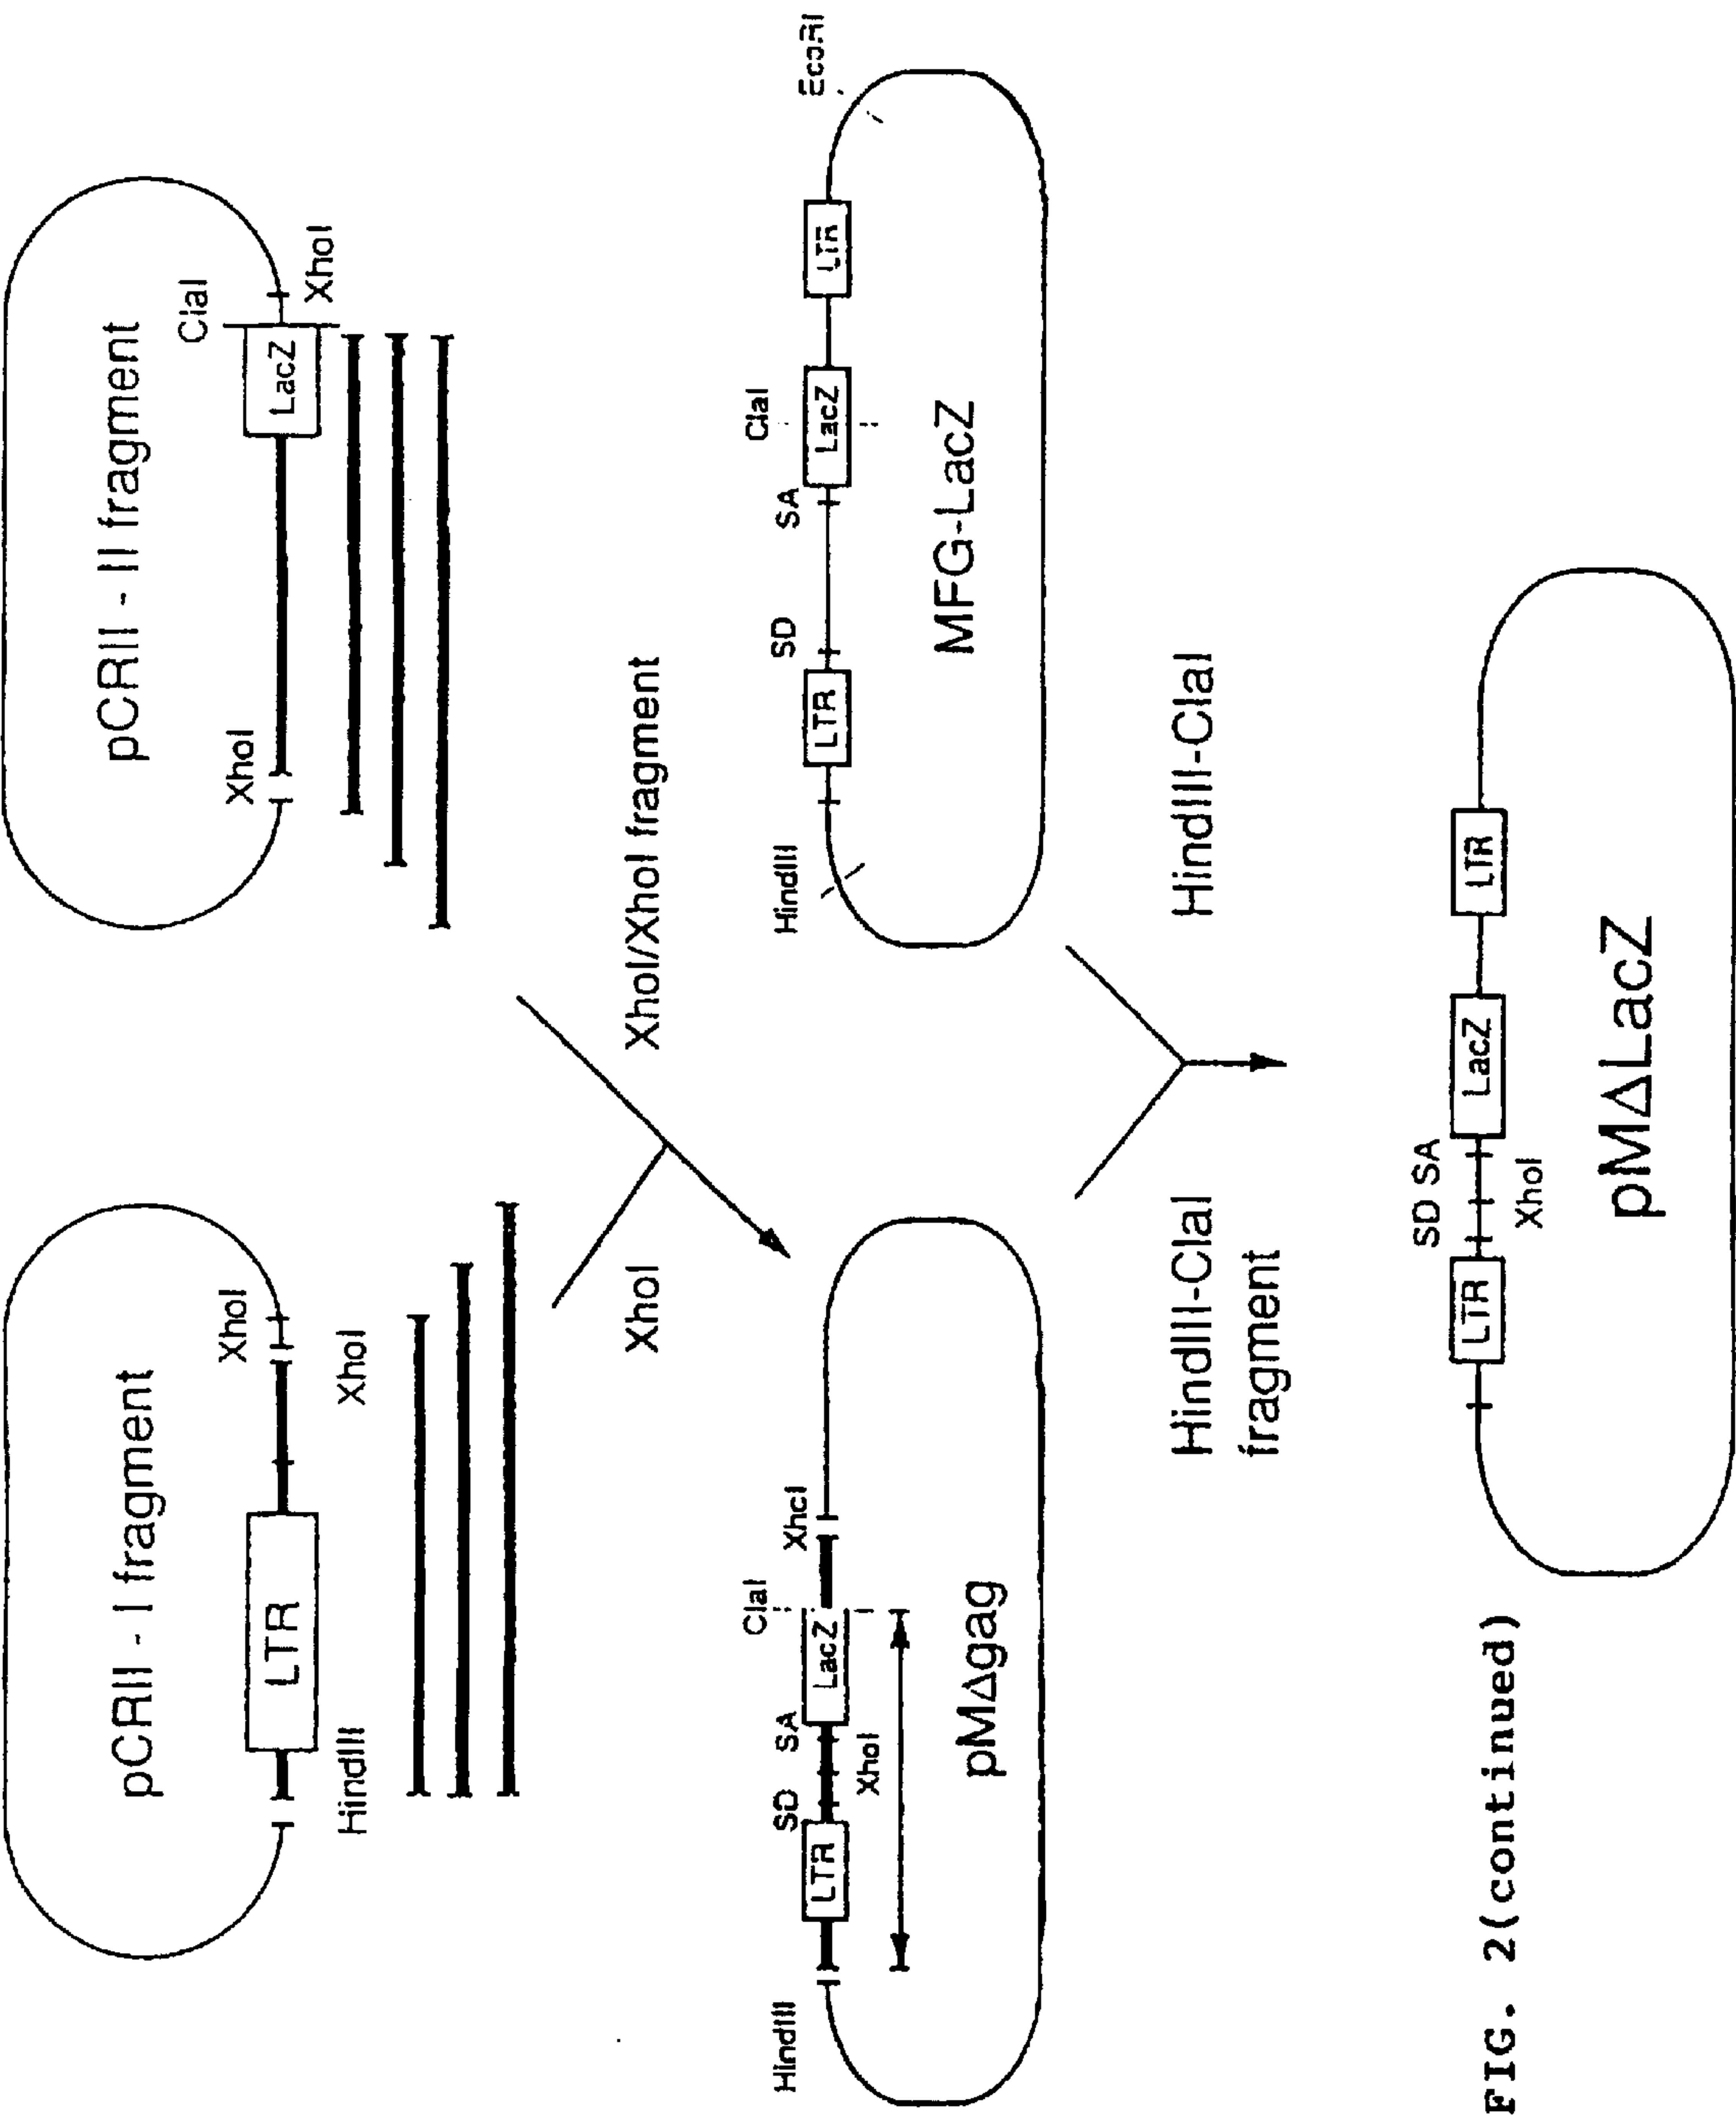 pCRII - I fragment
LTR
XhoI
HindIII
XhoI
pCRII - II fragment
XhoI
ClaI
LacZ
XhoI
XhoI
XhoI/XhoI fragment
HindIII
SD SA
ClaI
XhoI
LTR
LacZ
XhoI
pMΔgag
HindIII
SD
SA
ClaI
EcoRI
LTR
LacZ
LTR
MFG-LacZ
HindIII-ClaI
fragment
HindIII-ClaI
SD SA
LTR
LacZ
LTR
XhoI
pMΔLacZ
FIG. 2(continued)